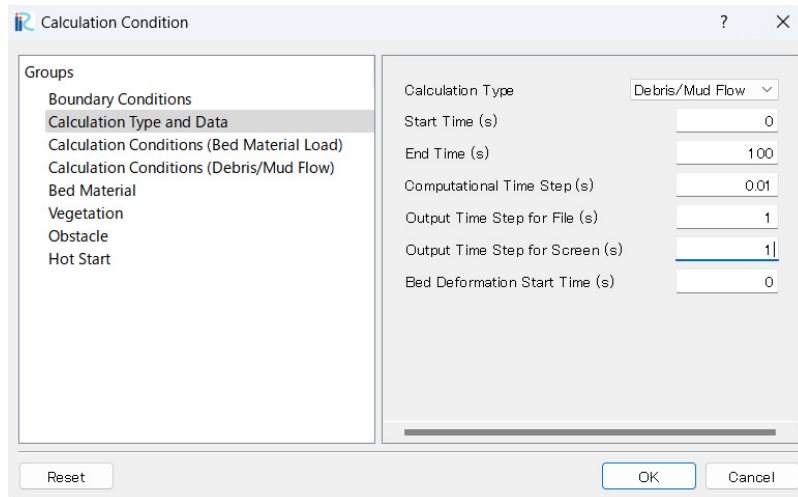 iRIC Calculation Condition ? ×
Groups
Boundary Conditions
Calculation Type and Data
Calculation Conditions (Bed Material Load)
Calculation Conditions (Debris/Mud Flow)
Bed Material
Vegetation
Obstacle
Hot Start
Calculation Type Debris/Mud Flow
Start Time (s) 0
End Time (s) 100
Computational Time Step (s) 0.01
Output Time Step for File (s) 1
Output Time Step for Screen (s) 1
Bed Deformation Start Time (s) 0
Reset OK Cancel